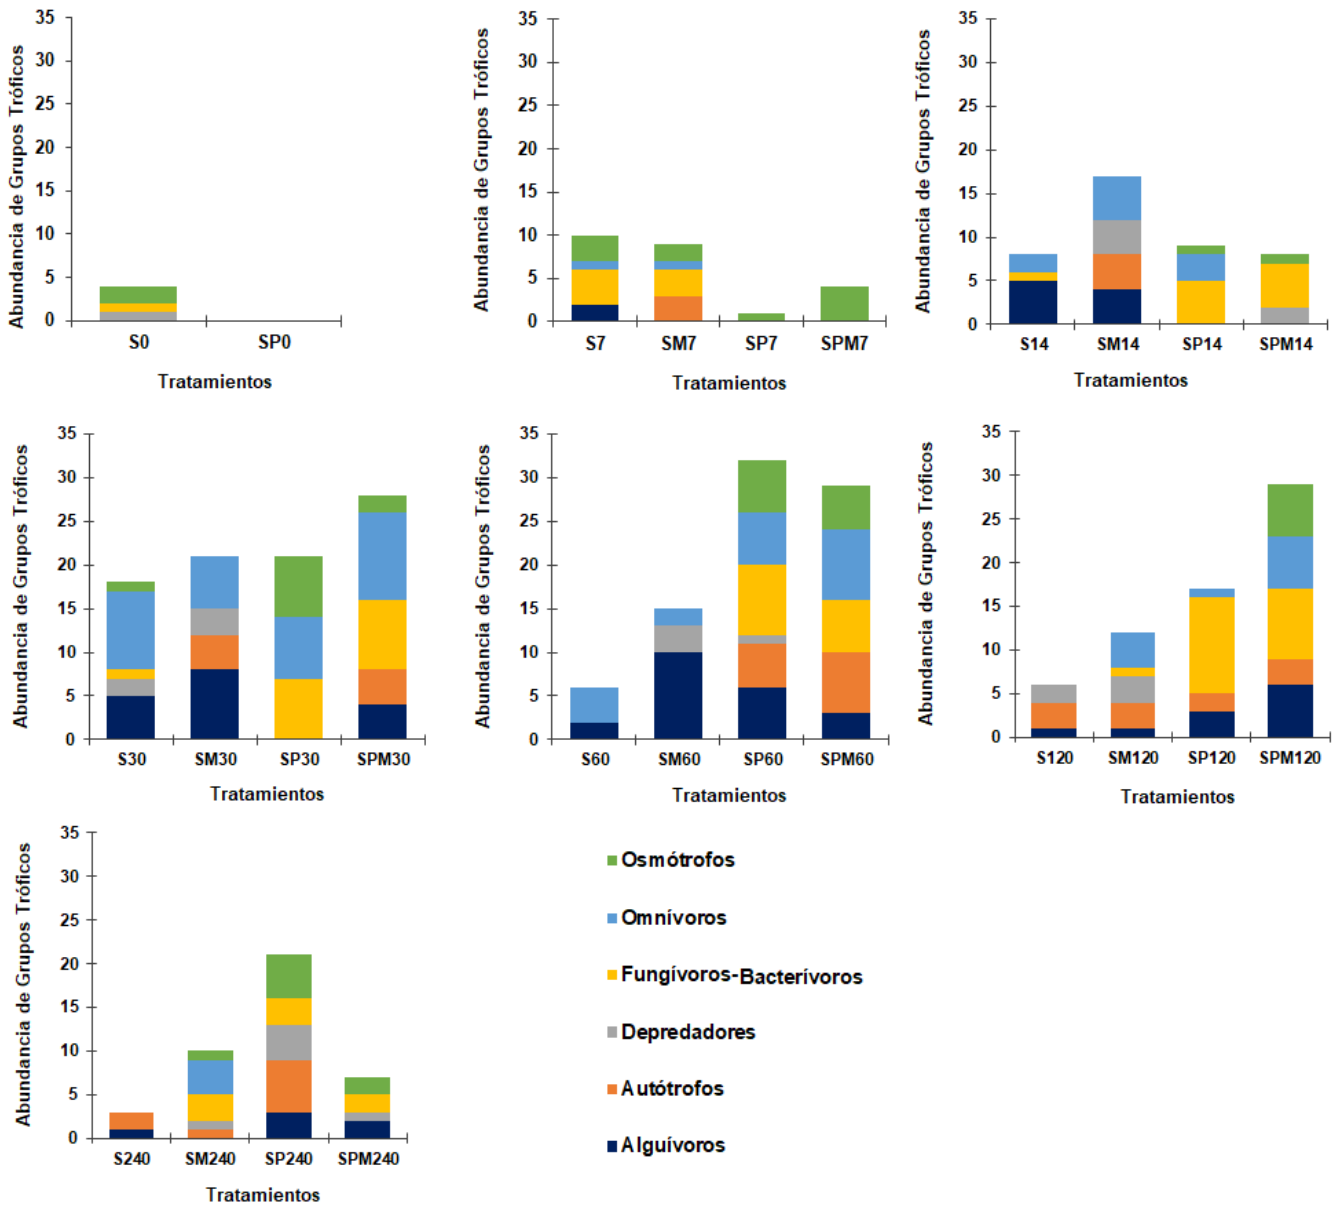 Abundancia de Grupos Tróficos
35
30
25
20
15
10
5
0
S0 SP0
Tratamientos
Abundancia de Grupos Tróficos
35
30
25
20
15
10
5
0
S7 SM7 SP7 SPM7
Tratamientos
Abundancia de Grupos Tróficos
35
30
25
20
15
10
5
0
S14 SM14 SP14 SPM14
Tratamientos
Abundancia de Grupos Tróficos
35
30
25
20
15
10
5
0
S30 SM30 SP30 SPM30
Tratamientos
Abundancia de Grupos Tróficos
35
30
25
20
15
10
5
0
S60 SM60 SP60 SPM60
Tratamientos
Abundancia de Grupos Tróficos
35
30
25
20
15
10
5
0
S120 SM120 SP120 SPM120
Tratamientos
Abundancia de Grupos Tróficos
35
30
25
20
15
10
5
0
S240 SM240 SP240 SPM240
Tratamientos
Osmótrofos
Omnívoros
Fungívoros-Bacterívoros
Depredadores
Autótrofos
Alguívoros